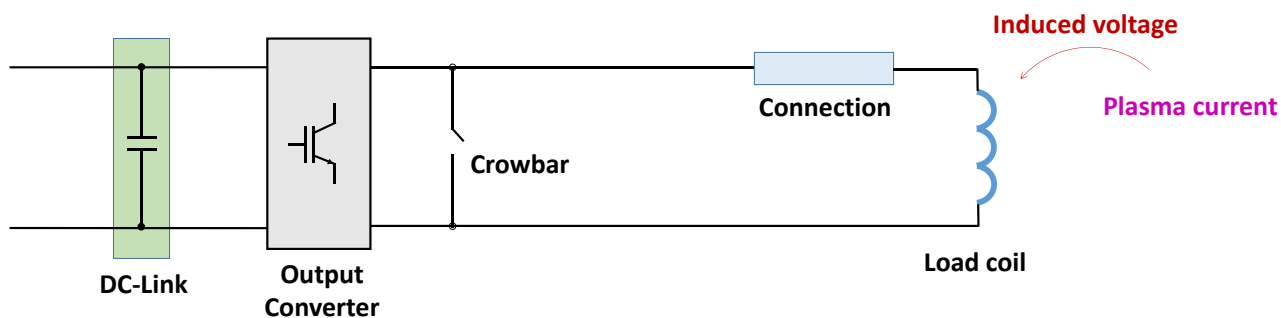 Induced voltage
Plasma current
Connection
Crowbar
Load coil
DC-Link
Output
Converter